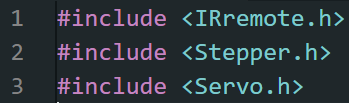 1 #include <IRremote.h>
2 #include <Stepper.h>
3 #include <Servo.h>